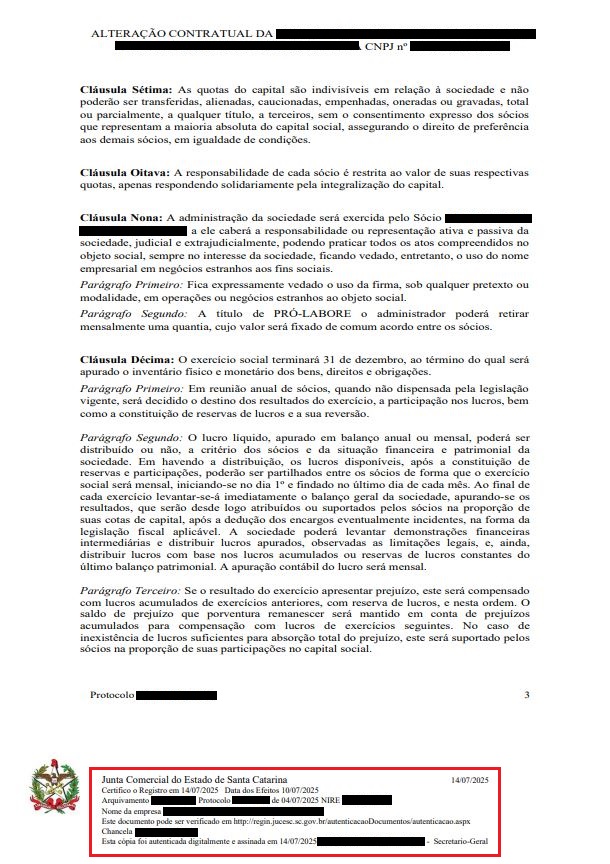 ALTERAÇÃO CONTRATUAL DA
CNPJ nº
Cláusula Sétima: As quotas do capital são indivisíveis em relação à sociedade e não
poderão ser transferidas, alienadas, caucionadas, empenhadas, oneradas ou gravadas, total
ou parcialmente, a qualquer título, a terceiros, sem o consentimento expresso dos sócios
que representam a maioria absoluta do capital social, assegurando o direito de preferência
aos demais sócios, em igualdade de condições.
Cláusula Oitava: A responsabilidade de cada sócio é restrita ao valor de suas respectivas
quotas, apenas respondendo solidariamente pela integralização do capital.
Cláusula Nona: A administração da sociedade será exercida pelo Sócio
a ele caberá a responsabilidade ou representação ativa e passiva da
sociedade, judicial e extrajudicialmente, podendo praticar todos os atos compreendidos no
objeto social, sempre no interesse da sociedade, ficando vedado, entretanto, o uso do nome
empresarial em negócios estranhos aos fins sociais.
Parágrafo Primeiro: Fica expressamente vedado o uso da firma, sob qualquer pretexto ou
modalidade, em operações ou negócios estranhos ao objeto social.
Parágrafo Segundo: A título de PRÓ-LABORE o administrador poderá retirar
mensalmente uma quantia, cujo valor será fixado de comum acordo entre os sócios.
Cláusula Décima: O exercício social terminará 31 de dezembro, ao término do qual será
apurado o inventário físico e monetário dos bens, direitos e obrigações.
Parágrafo Primeiro: Em reunião anual de sócios, quando não dispensada pela legislação
vigente, será decidido o destino dos resultados do exercício, a participação nos lucros, bem
como a constituição de reservas de lucros e a sua reversão.
Parágrafo Segundo: O lucro líquido, apurado em balanço anual ou mensal, poderá ser
distribuído ou não, a critério dos sócios e da situação financeira e patrimonial da
sociedade. Em havendo a distribuição, os lucros disponíveis, após a constituição de
reservas e participações, poderão ser partilhados entre os sócios de forma que o exercício
social será mensal, iniciando-se no dia 1º e findado no último dia de cada mês. Ao final de
cada exercício levantar-se-á imediatamente o balanço geral da sociedade, apurando-se os
resultados, que serão desde logo atribuídos ou suportados pelos sócios na proporção de
suas cotas de capital, após a dedução dos encargos eventualmente incidentes, na forma da
legislação fiscal aplicável. A sociedade poderá levantar demonstrações financeiras
intermediárias e distribuir lucros apurados, observadas as limitações legais, e, ainda,
distribuir lucros com base nos lucros acumulados ou reservas de lucros constantes do
último balanço patrimonial. A apuração contábil do lucro será mensal.
Parágrafo Terceiro: Se o resultado do exercício apresentar prejuízo, este será compensado
com lucros acumulados de exercícios anteriores, com reserva de lucros, e nesta ordem. O
saldo de prejuízo que porventura remanescer será mantido em conta de prejuízos
acumulados para compensação com lucros de exercícios seguintes. No caso de
inexistência de lucros suficientes para absorção total do prejuízo, este será suportado pelos
sócios na proporção de suas participações no capital social.
Protocolo 3
Junta Comercial do Estado de Santa Catarina 14/07/2025
Certifico o Registro em 14/07/2025 Data dos Efeitos 10/07/2025
Arquivamento Protocolo de 04/07/2025 NIRE
Nome da empresa
Este documento pode ser verificado em http://regin.jucesc.sc.gov.br/autenticacaoDocumentos/autenticacao.aspx
Chancela
Esta cópia foi autenticada digitalmente e assinada em 14/07/2025 - Secretario-Geral